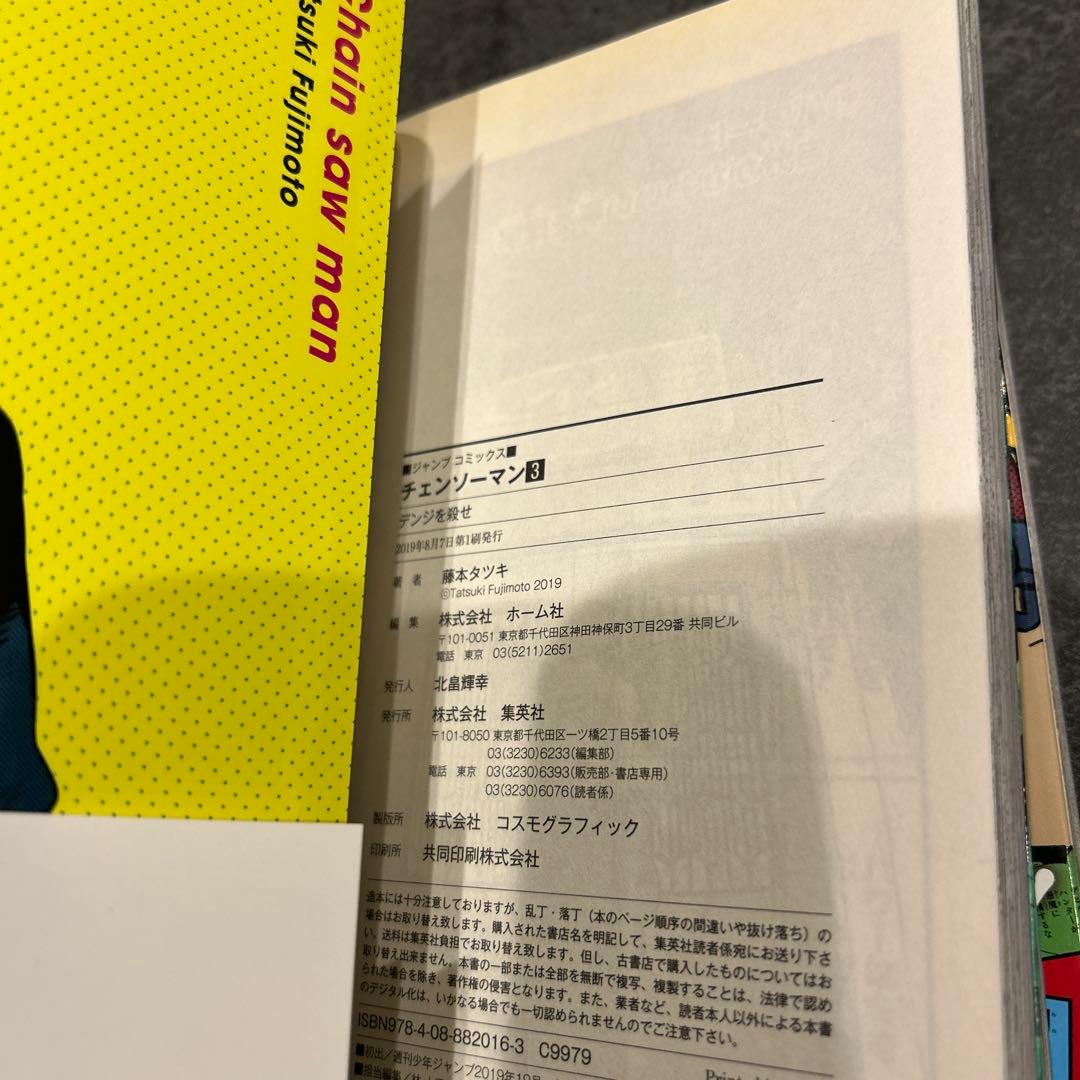 Chain saw man
Fujimoto
■ジャンプ コミックス■
チェンソーマン3
デンジを殺せ
2019年8月7日第1刷発行
著 者 藤本タツキ
©Tatsuki Fujimoto 2019
編 集 株式会社 ホーム社
〒101-0051 東京都千代田区神田神保町3丁目29番 共同ビル
電話 東京 03(5211)2651
発行人 北畠輝幸
発行所 株式会社 集英社
〒101-8050 東京都千代田区一ツ橋2丁目5番10号
03(3230)6233(編集部)
電話 東京 03(3230)6393(販売部・書店専用)
03(3230)6076(読者係)
製版所 株式会社 コスモグラフィック
印刷所 共同印刷株式会社
造本には十分注意しておりますが、乱丁・落丁(本のページ順序の間違いや抜け落ち)の
場合はお取り替え致します。購入された書店名を明記して、集英社読者係宛にお送り下さ
い。送料は集英社負担でお取り替え致します。但し、古書店で購入したものについてはお
取り替え出来ません。本書の一部または全部を無断で複写、複製することは、法律で認め
られた場合を除き、著作権の侵害となります。また、業者など、読者本人以外による本書
のデジタル化は、いかなる場合でも一切認められませんのでご注意下さい。
ISBN978-4-08-882016-3 C9979
■初出/週刊少年ジャンプ2019年10月
■担当編集/林